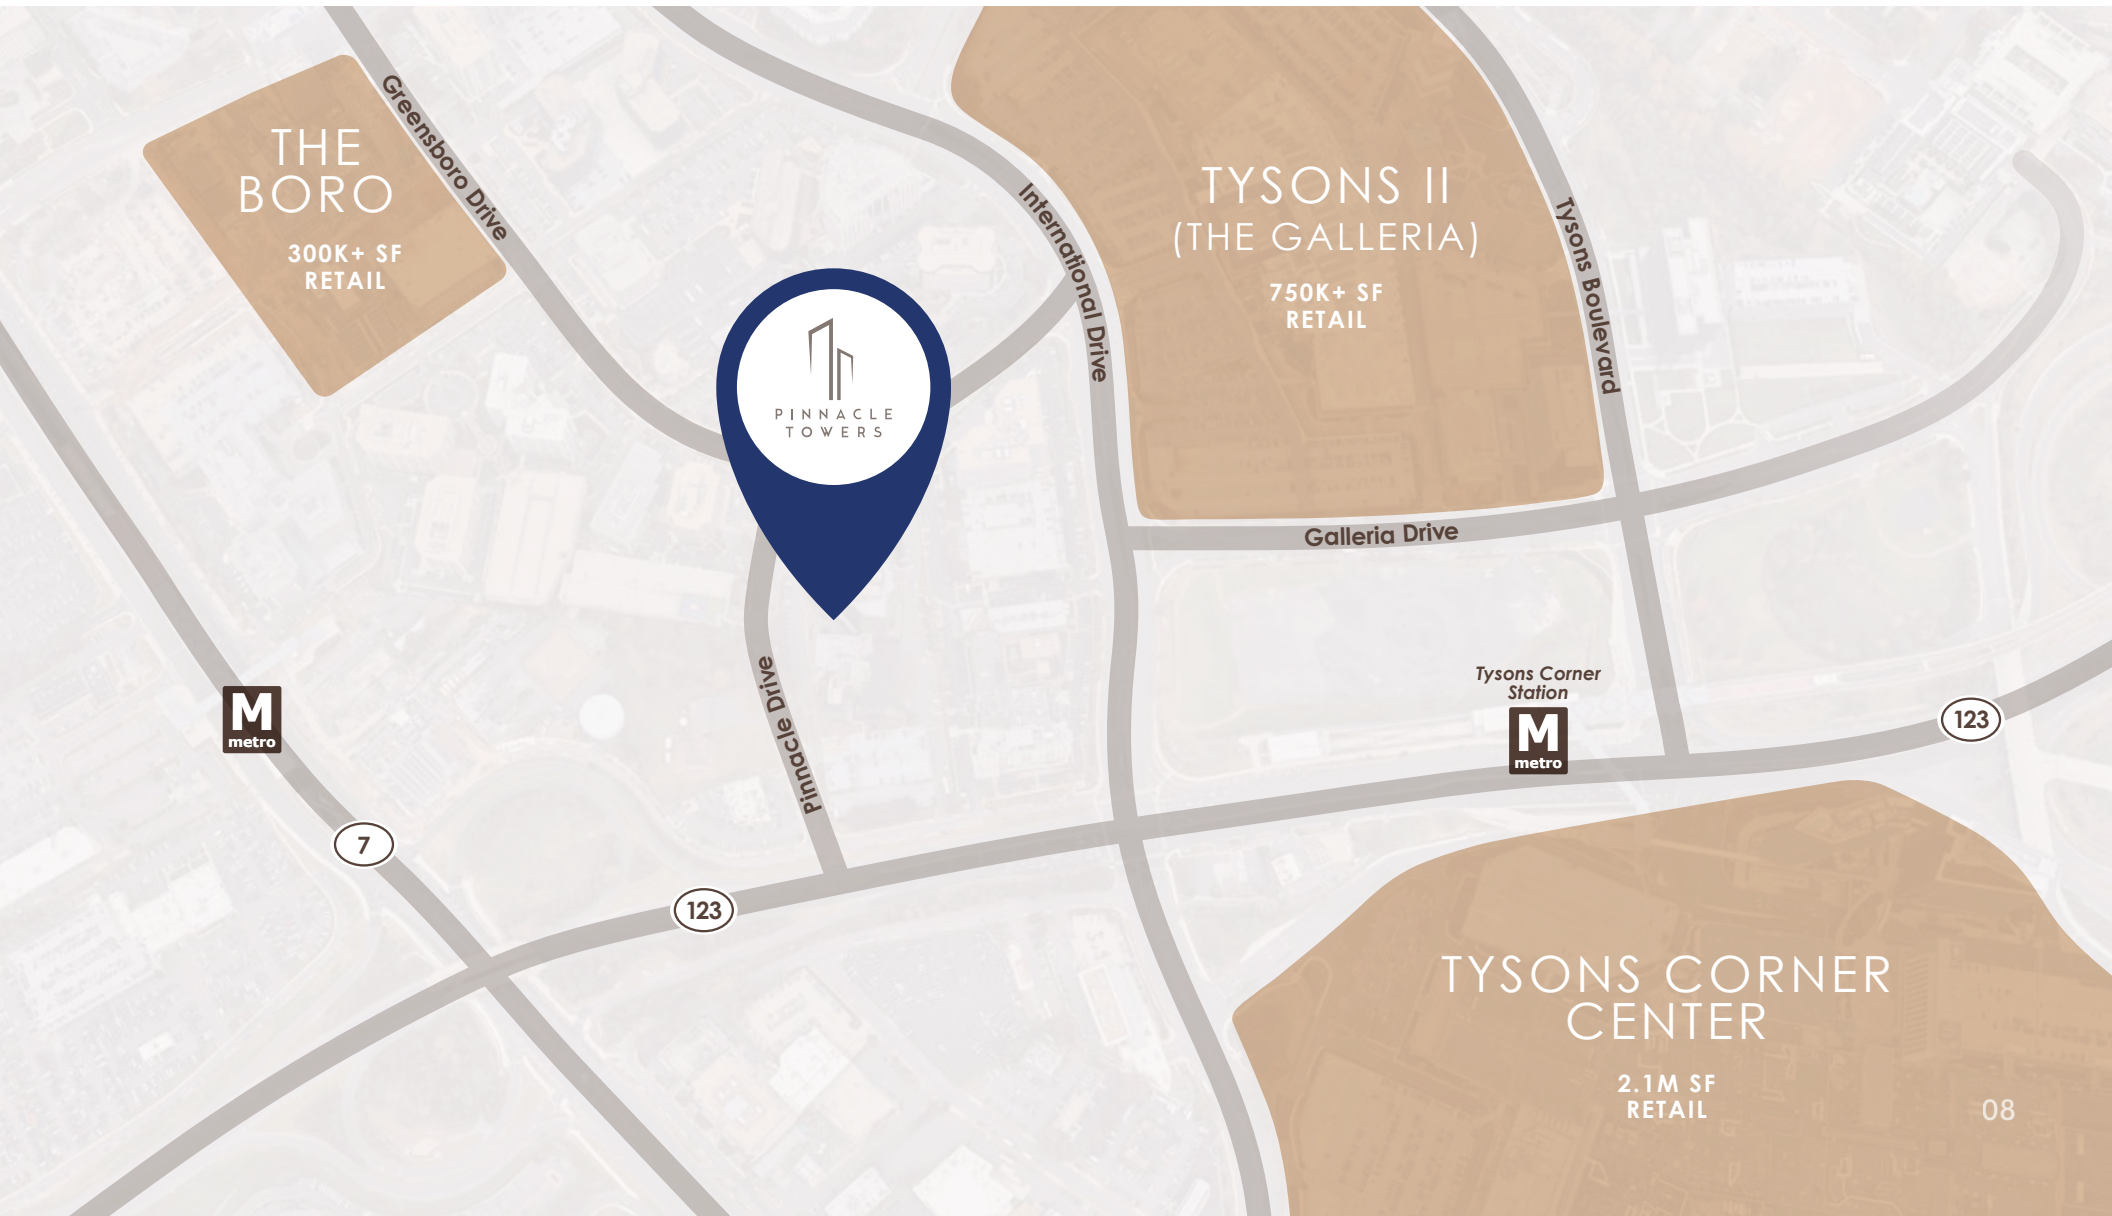 THE
BORO
300K+ SF
RETAIL
Greensboro Drive
International Drive
TYSONS II
(THE GALLERIA)
750K+ SF
RETAIL
Tysons Boulevard
PINNACLE
TOWERS
Galleria Drive
Pinnacle Drive
Tysons Corner
Station
M
metro
M
metro
123
7
123
TYSONS CORNER
CENTER
2.1M SF
RETAIL
08